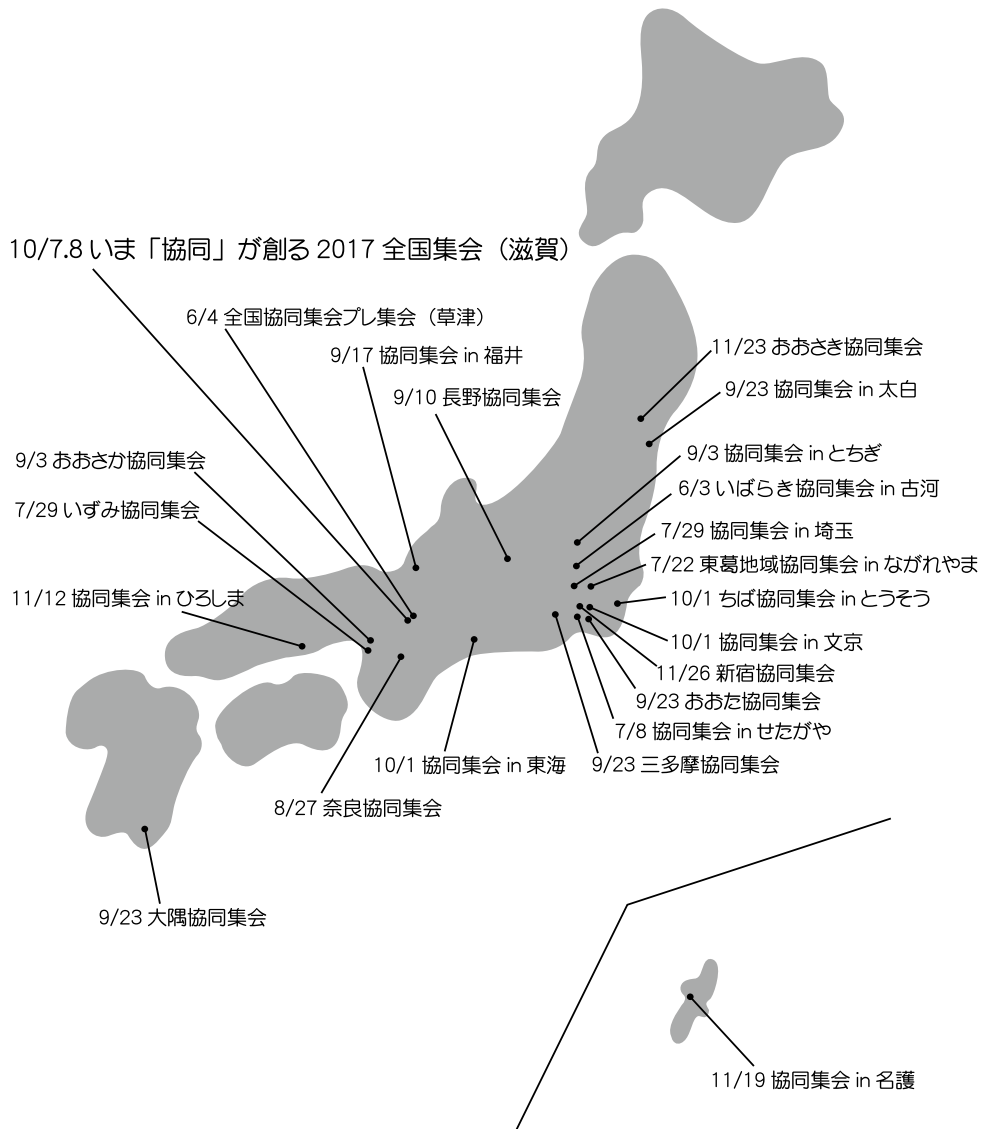 10/7.8 いま「協同」が創る 2017 全国集会（滋賀）
6/4 全国協同集会プレ集会（草津）
9/17 協同集会 in 福井
9/10 長野協同集会
9/3 おおさか協同集会
7/29 いずみ協同集会
11/12 協同集会 in ひろしま
11/23 おおさき協同集会
9/23 協同集会 in 太白
9/3 協同集会 in とちぎ
6/3 いばらき協同集会 in 古河
7/29 協同集会 in 埼玉
7/22 東葛地域協同集会 in ながれやま
10/1 ちば協同集会 in とうそう
10/1 協同集会 in 文京
11/26 新宿協同集会
9/23 おおた協同集会
7/8 協同集会 in せたがや
9/23 三多摩協同集会
10/1 協同集会 in 東海
8/27 奈良協同集会
9/23 大隅協同集会
11/19 協同集会 in 名護